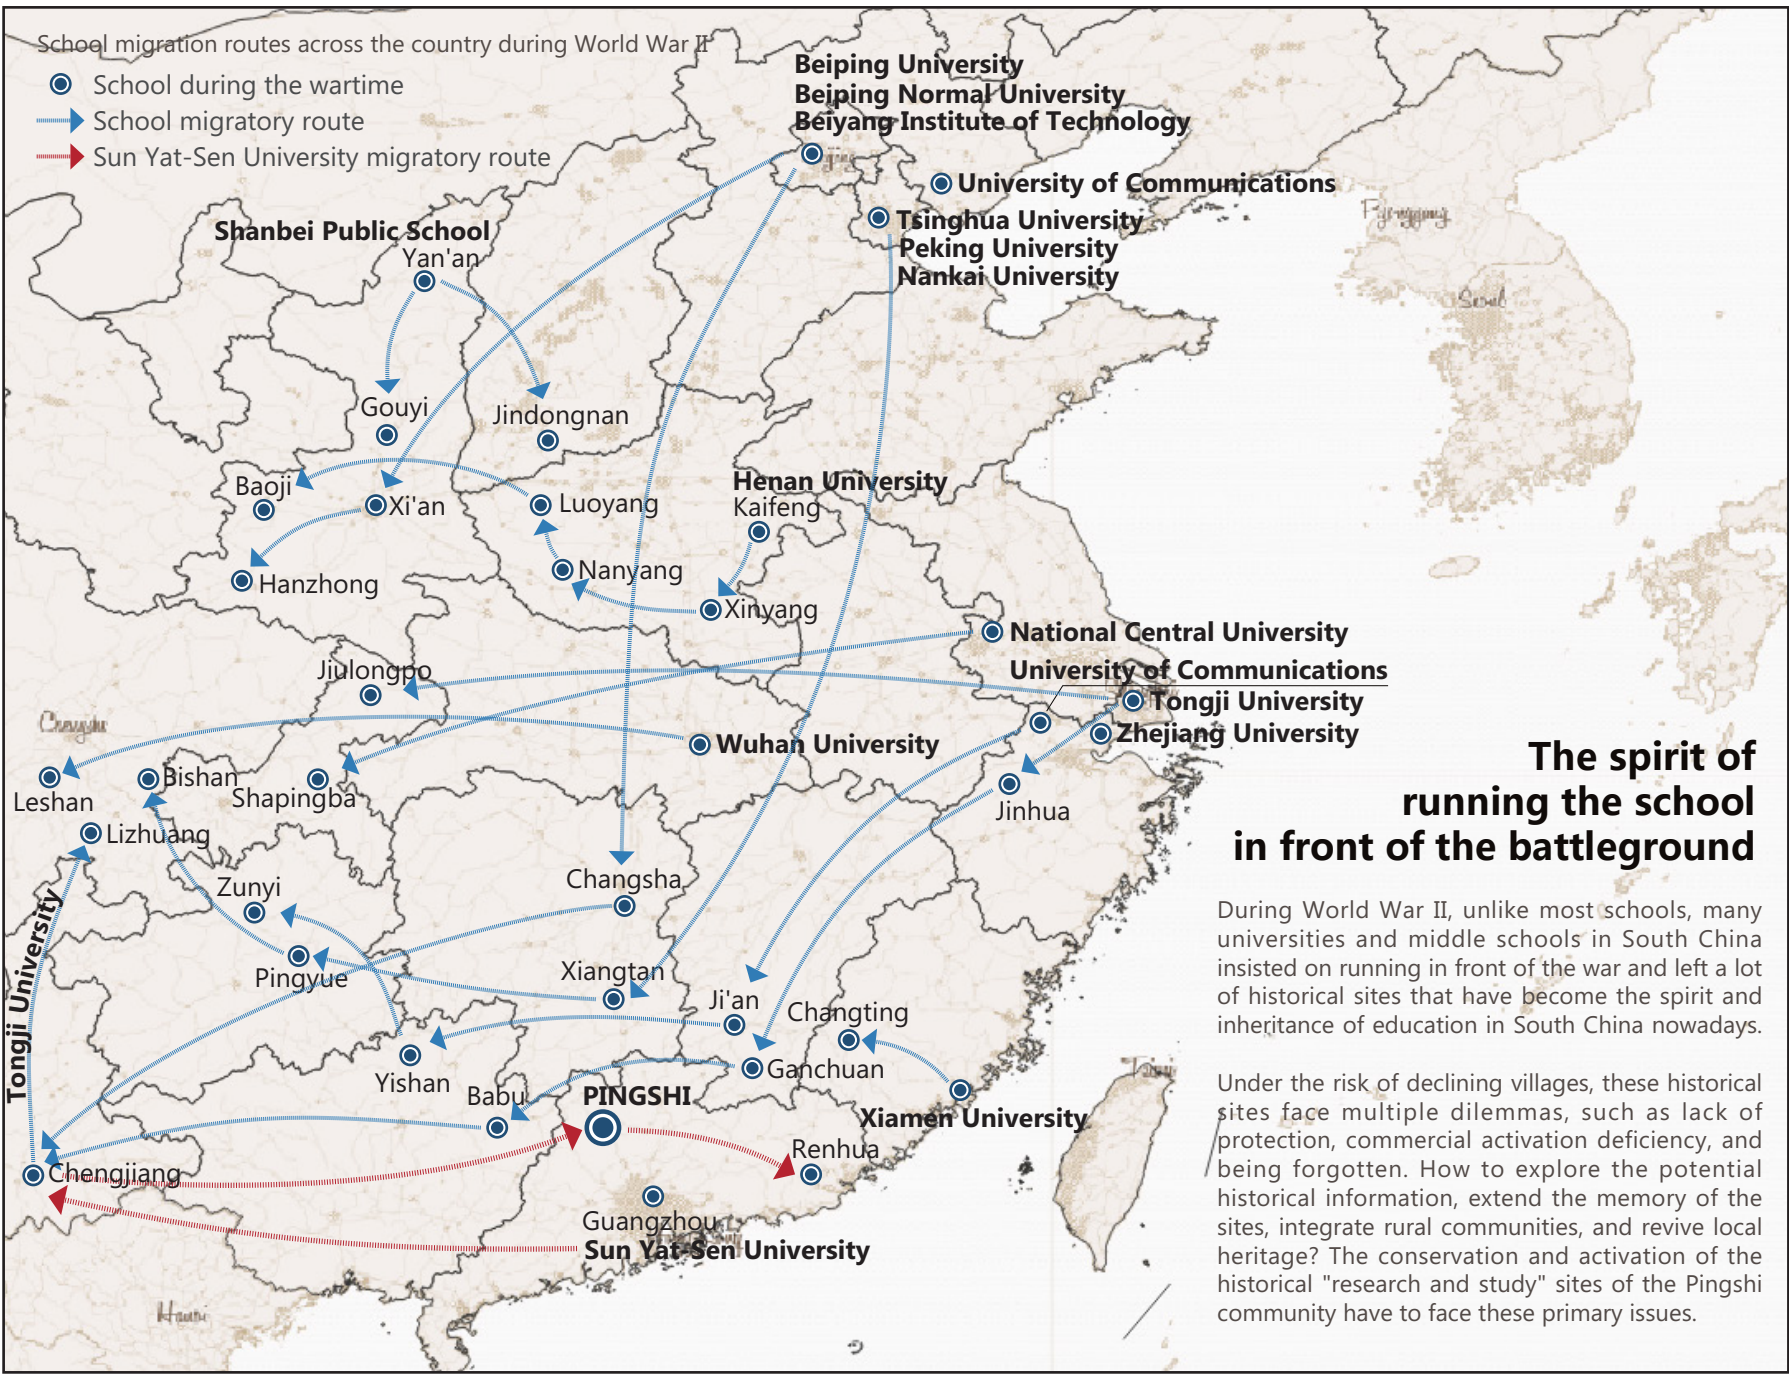 School migration routes across the country during World War II
School during the wartime
School migratory route
Sun Yat-Sen University migratory route
Beiping University
Beiping Normal University
Beiyang Institute of Technology
University of Communications
Tsinghua University
Peking University
Nankai University
Shanbei Public School
Yan'an
Seoul
Gouyi
Jindongnan
Baoji
Xi'an
Luoyang
Henan University
Kaifeng
Hanzhong
Nanyang
Xinyang
National Central University
University of Communications
Jiulongpo
Tongji University
Zhejiang University
Wuhan University
Leshan
Bishan
Shapingba
Jinhua
Lizhuang
Changsha
Zunyi
Tongji University
Pingyue
Xiangtan
Ji'an
Changting
Yishan
Ganchuan
Babu
PINGSHI
Xiamen University
Renhua
Chengjiang
Guangzhou
Sun Yat-Sen University
The spirit of
running the school
in front of the battleground
During World War II, unlike most schools, many
universities and middle schools in South China
insisted on running in front of the war and left a lot
of historical sites that have become the spirit and
inheritance of education in South China nowadays.
Under the risk of declining villages, these historical
sites face multiple dilemmas, such as lack of
protection, commercial activation deficiency, and
being forgotten. How to explore the potential
historical information, extend the memory of the
sites, integrate rural communities, and revive local
heritage? The conservation and activation of the
historical "research and study" sites of the Pingshi
community have to face these primary issues.